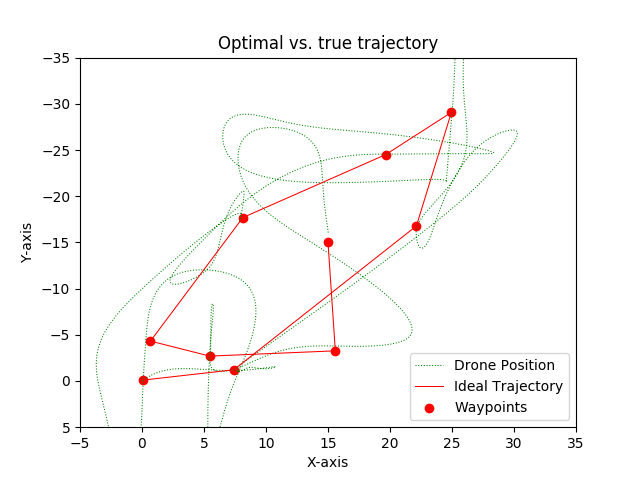 Optimal vs. true trajectory
Y-axis
−35
−30
−25
−20
−15
−10
−5
0
5
−5 0 5 10 15 20 25 30 35
X-axis
Drone Position
Ideal Trajectory
Waypoints